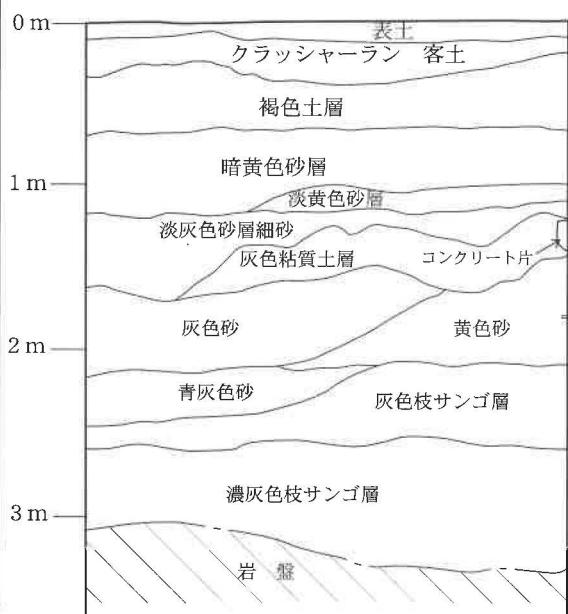 0 m
表土
クラッシャーラン 客土
褐色土層
暗黄色砂層
1 m
淡黄色砂層
淡灰色砂層細砂
灰色粘質土層
コンクリート片
灰色砂
黄色砂
2 m
青灰色砂
灰色枝サンゴ層
濃灰色枝サンゴ層
3 m
岩 盤